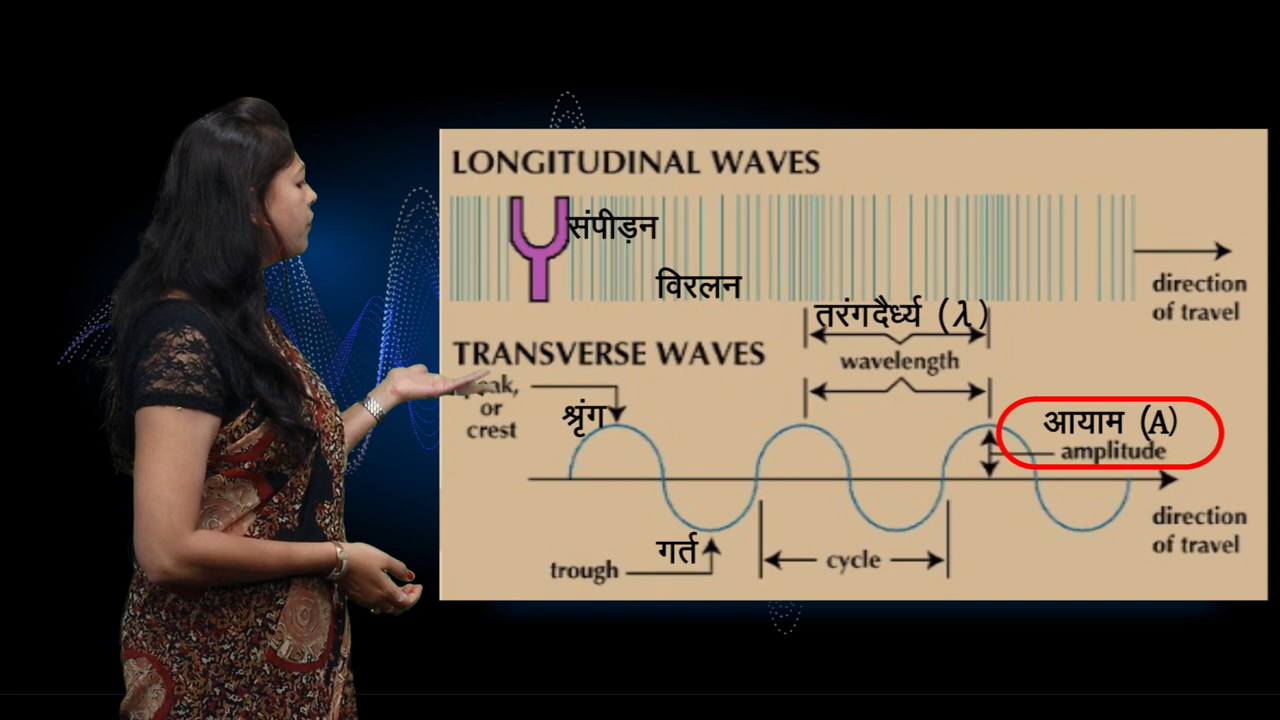 LONGITUDINAL WAVES
संपीड़न
विरलन
direction
of travel
तरंगदैर्ध्य (λ)
wavelength
TRANSVERSE WAVES
or
crest
श्रृंग
आयाम (A)
amplitude
direction
of travel
गर्त
trough
cycle